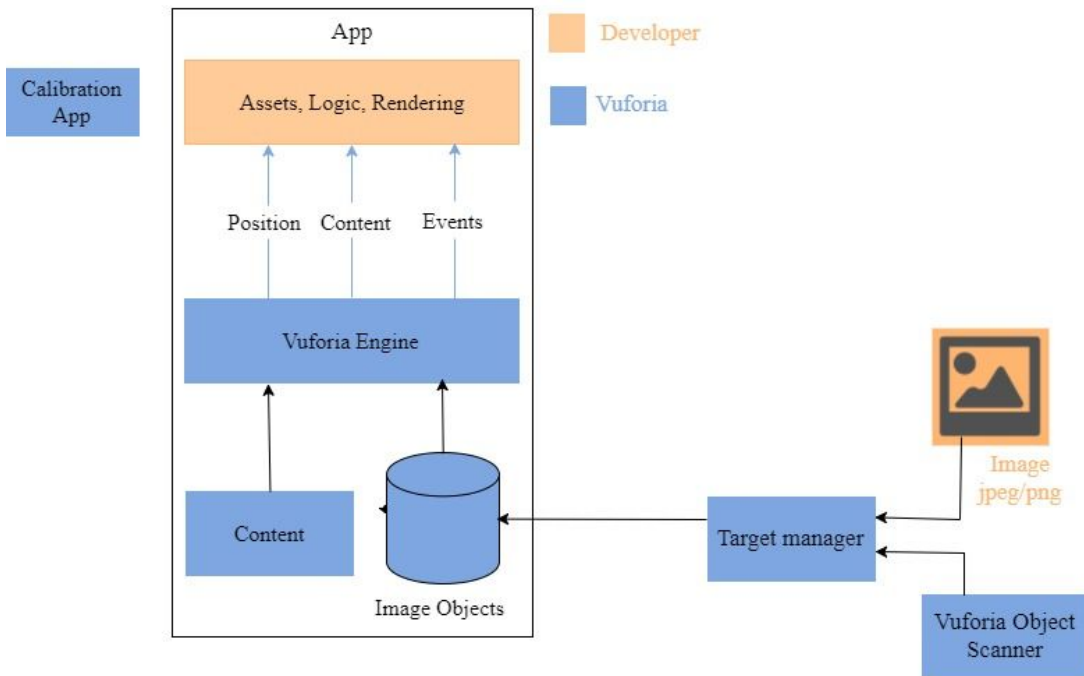 App
Developer
Vuforia
Calibration
App
Assets, Logic, Rendering
Position
Content
Events
Vuforia Engine
Content
Image Objects
Target manager
Image
jpeg/png
Vuforia Object
Scanner